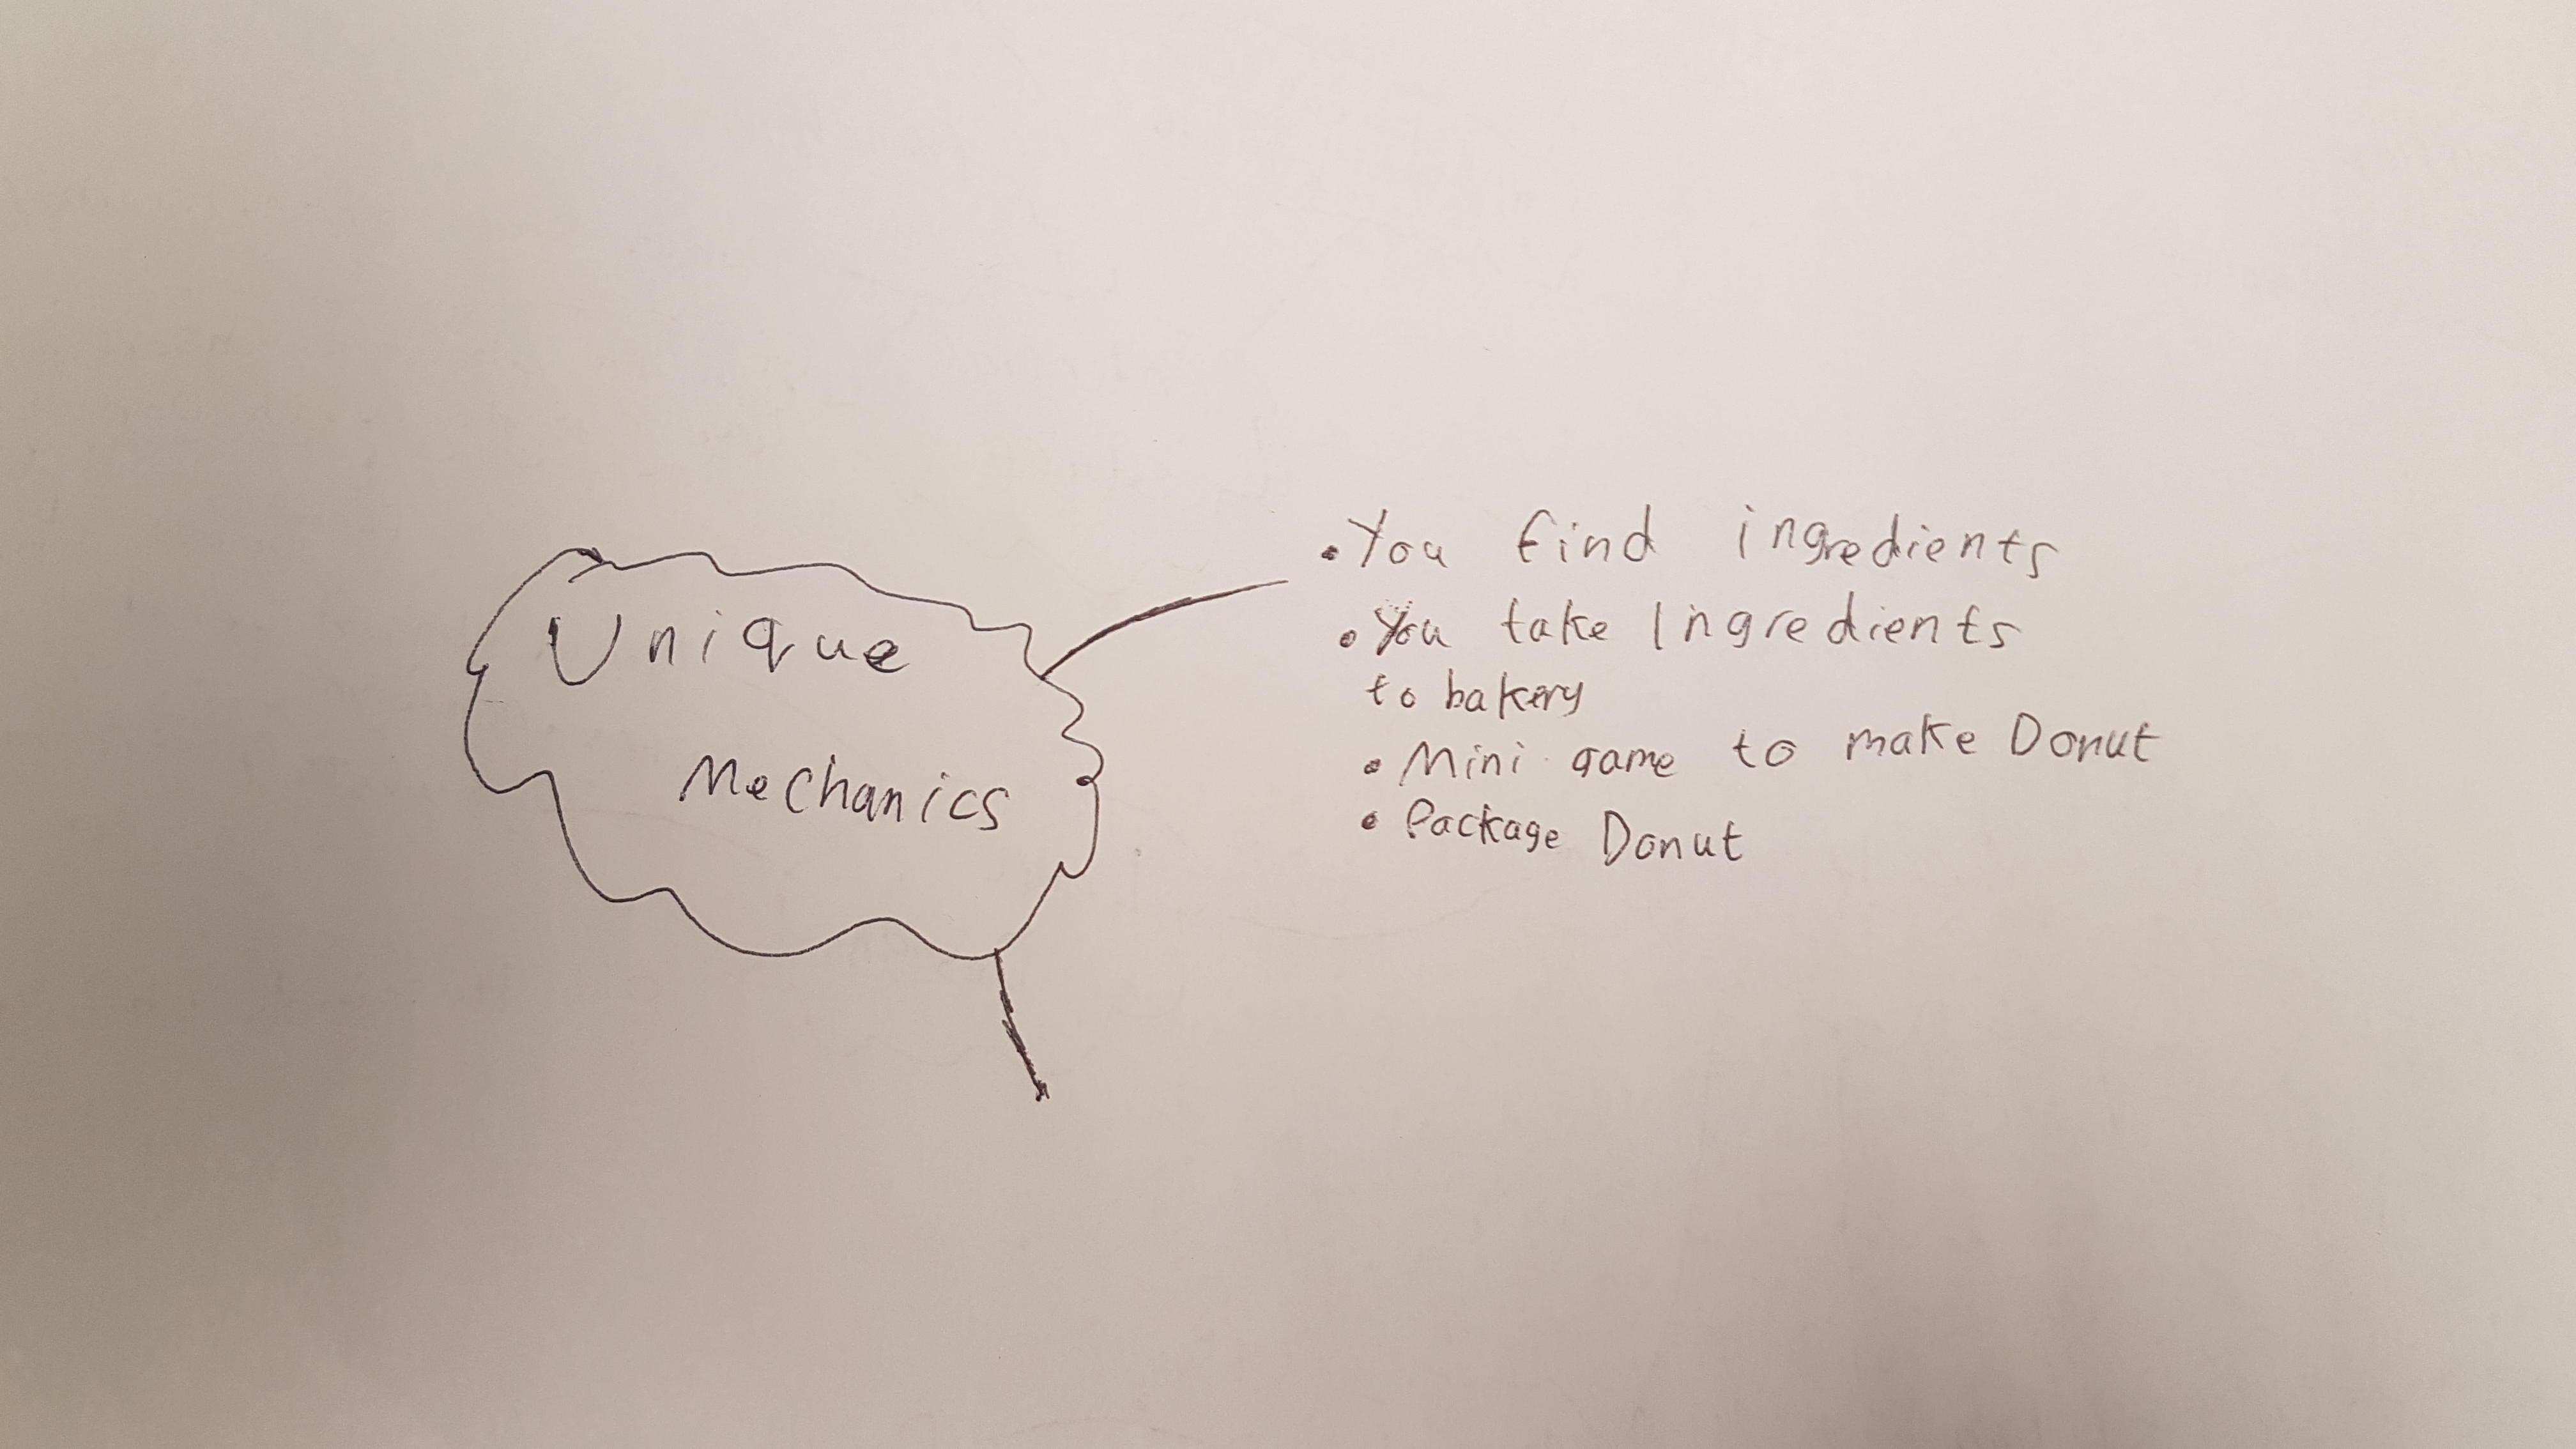 Unique
Mechanics
• You find ingredients
• You take Ingredients
to bakery
• Mini game to make Donut
• Package Donut